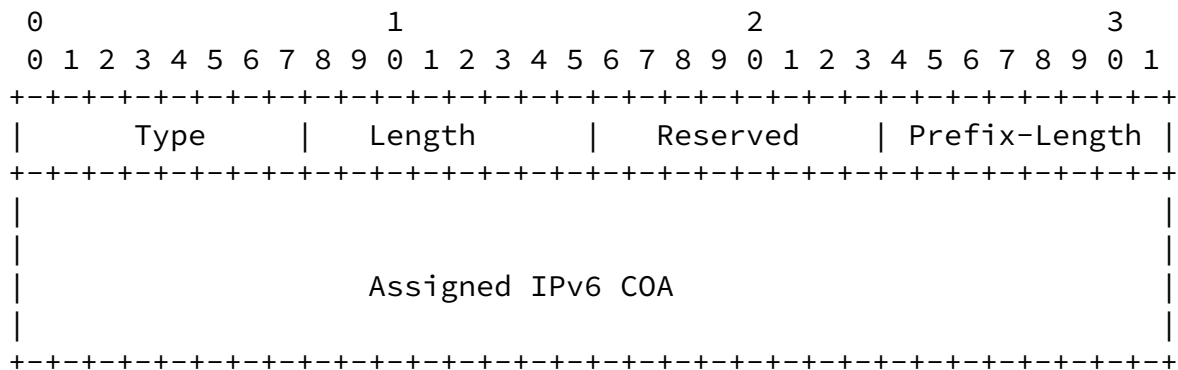 0                   1                   2                   3
0 1 2 3 4 5 6 7 8 9 0 1 2 3 4 5 6 7 8 9 0 1 2 3 4 5 6 7 8 9 0 1
+-+-+-+-+-+-+-+-+-+-+-+-+-+-+-+-+-+-+-+-+-+-+-+-+-+-+-+-+-+-+-+-+
|      Type     |   Length      |   Reserved    | Prefix-Length |
+-+-+-+-+-+-+-+-+-+-+-+-+-+-+-+-+-+-+-+-+-+-+-+-+-+-+-+-+-+-+-+-+
|                                                               |
|                                                               |
|                   Assigned IPv6 COA                           |
|                                                               |
+-+-+-+-+-+-+-+-+-+-+-+-+-+-+-+-+-+-+-+-+-+-+-+-+-+-+-+-+-+-+-+-+